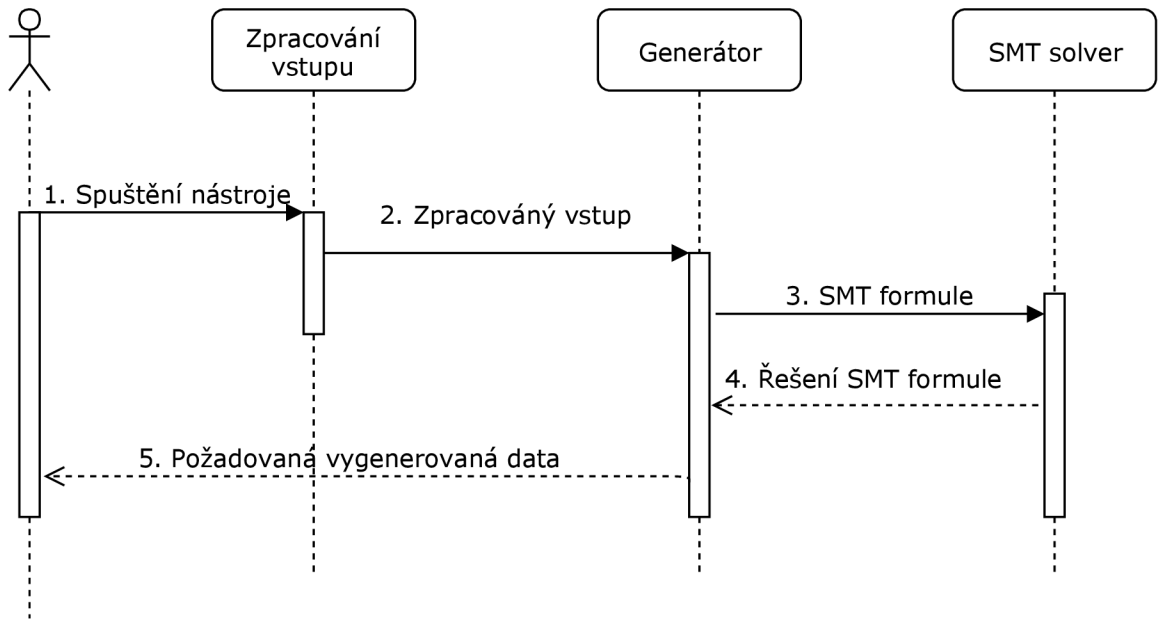 Zpracování
vstupu
Generátor
SMT solver
1. Spuštění nástroje
2. Zpracováný vstup
3. SMT formule
4. Řešení SMT formule
5. Požadovaná vygenerovaná data